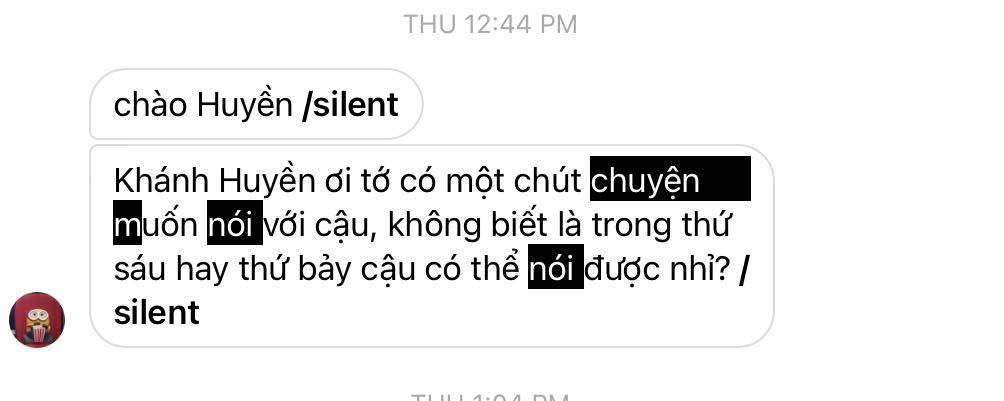 THU 12:44 PM
chào Huyền /silent
Khánh Huyền ơi tớ có một chút chuyện
muốn nói với cậu, không biết là trong thứ
sáu hay thứ bảy cậu có thể nói được nhỉ? /
silent
THU 1:04 PM